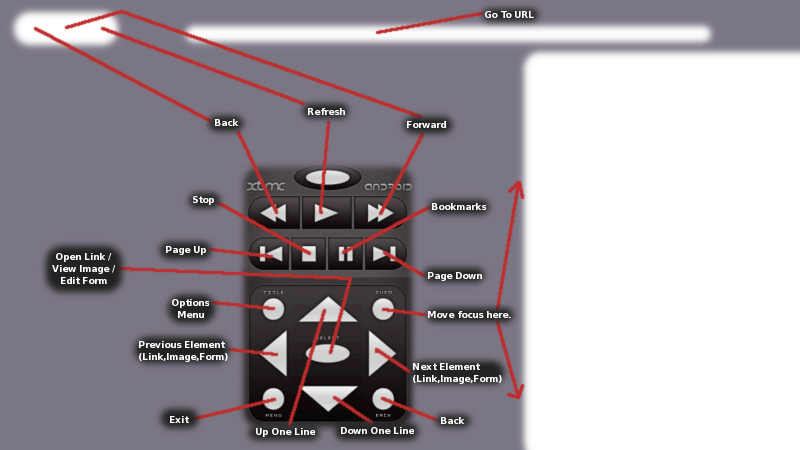 Go To URL
Back
Refresh
Forward
xbmc
ANDROID
Stop
Bookmarks
Page Up
Page Down
Open Link /
View Image /
Edit Form
TITLE
INFO
Options
Menu
Move focus here.
SELECT
Previous Element
(Link,Image,Form)
Next Element
(Link,Image,Form)
MENU
BACK
Exit
Up One Line
Down One Line
Back